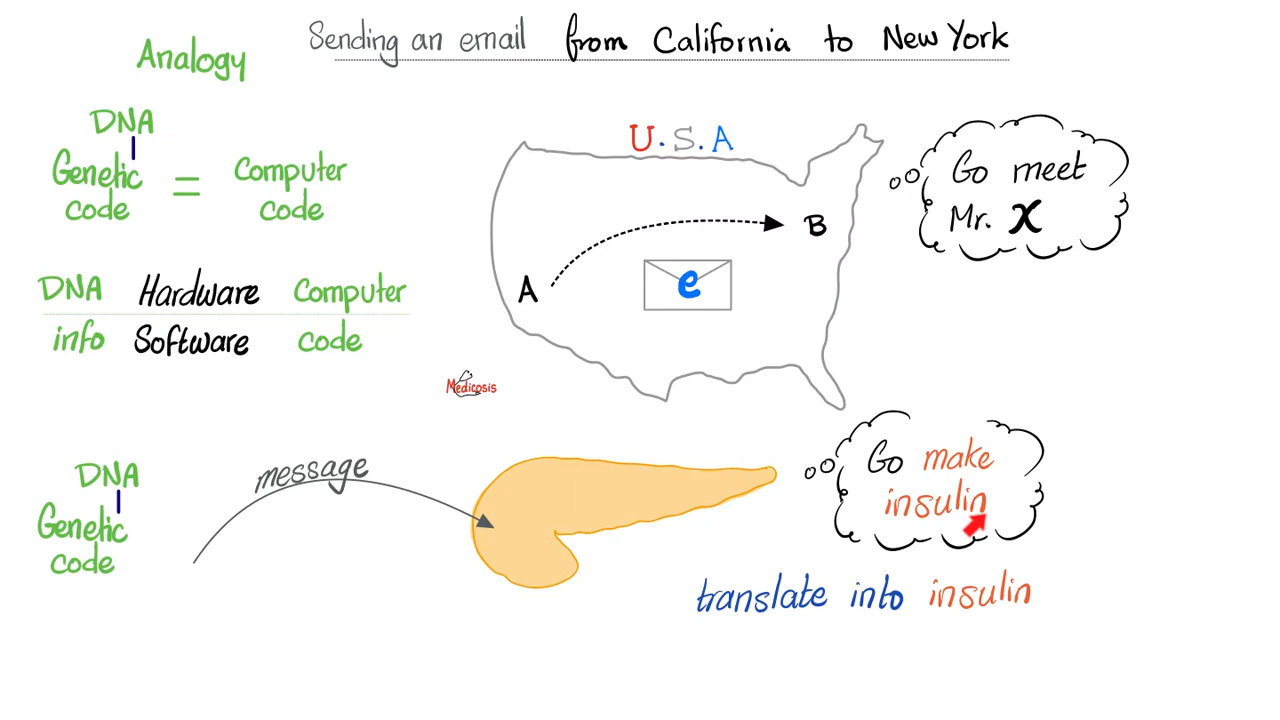 Analogy
Sending an email from California to New York
DNA
Genetic code
=
Computer code
DNA Hardware Computer
info Software code
U.S.A
A
B
e
Go meet
Mr. X
Medicosis
DNA
Genetic
code
message
Go make
insulin
translate into insulin